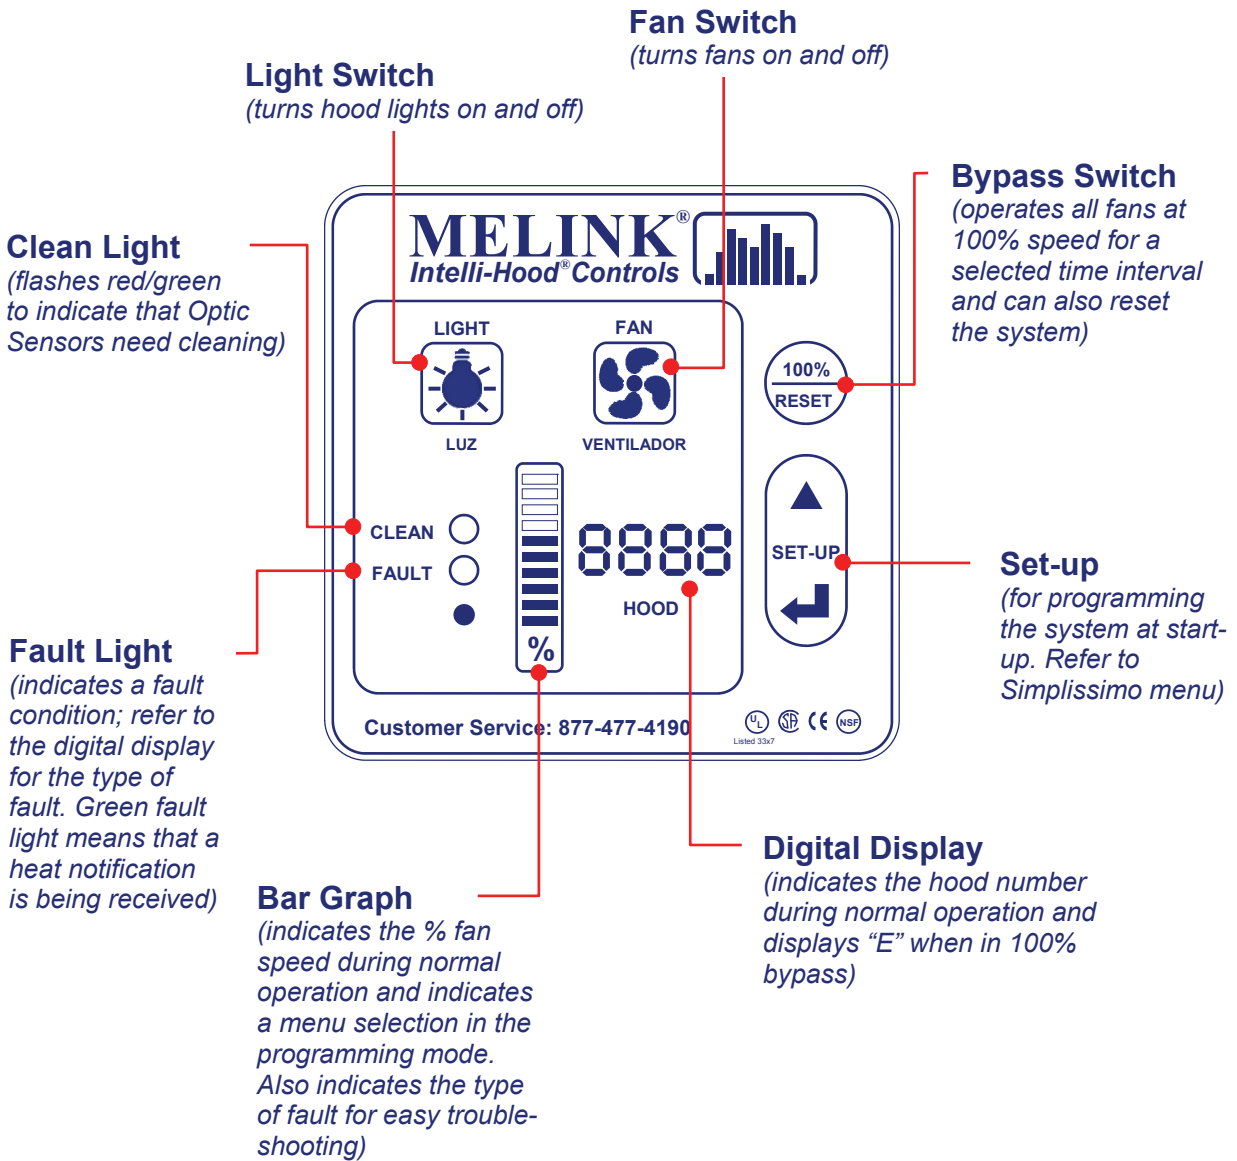 Fan Switch
(turns fans on and off)
Light Switch
(turns hood lights on and off)
Bypass Switch
(operates all fans at
100% speed for a
selected time interval
and can also reset
the system)
Clean Light
(flashes red/green
to indicate that Optic
Sensors need cleaning)
MELINK®
Intelli-Hood® Controls
LIGHT
FAN
100%
RESET
LUZ
VENTILADOR
CLEAN
FAULT
8888
HOOD
%
SET-UP
Set-up
(for programming
the system at start-
up. Refer to
Simplissimo menu)
Fault Light
(indicates a fault
condition; refer to
the digital display
for the type of
fault. Green fault
light means that a
heat notification
is being received)
Customer Service: 877-477-4190
UL
SA
CE
NSF
Listed 33x7
Digital Display
(indicates the hood number
during normal operation and
displays “E” when in 100%
bypass)
Bar Graph
(indicates the % fan
speed during normal
operation and indicates
a menu selection in the
programming mode.
Also indicates the type
of fault for easy trouble-
shooting)